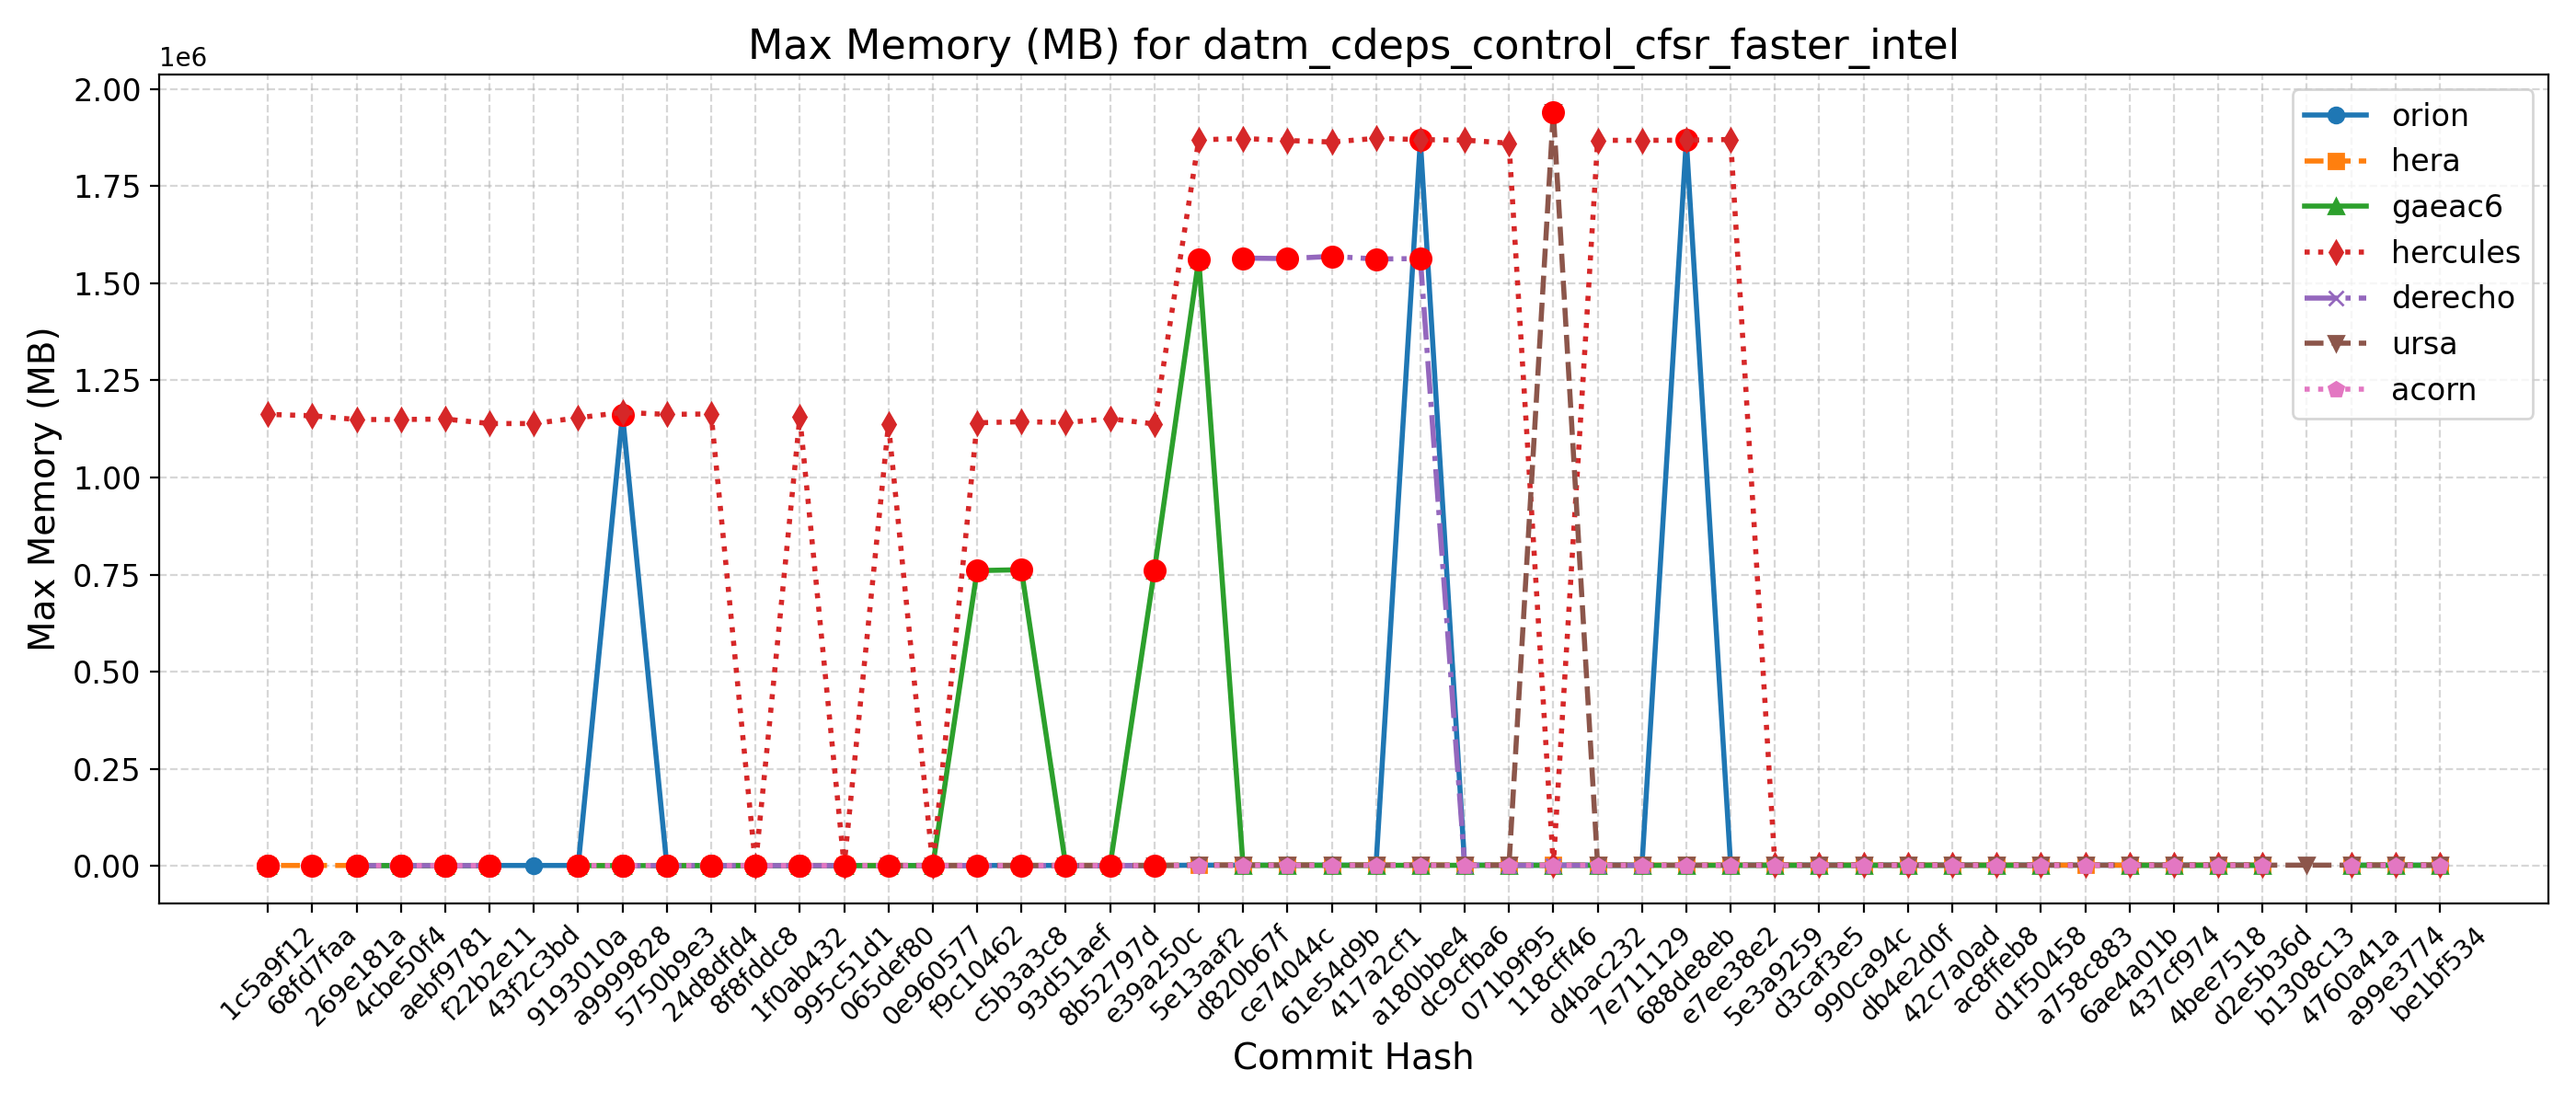 Max Memory (MB) for datm_cdeps_control_cfsr_faster_intel
1e6
2.00
1.75
1.50
1.25
1.00
0.75
0.50
0.25
0.00
Max Memory (MB)
orion
hera
gaeac6
hercules
derecho
ursa
acorn
1c5a9f12
68fd7faa
269e181a
4cbe50f4
aebf9781
f22b2e11
43f2c3bd
9193010a
a9999828
5750b9e3
24d8dfd4
8f8fddc8
1f0ab432
995c51d1
065def80
0e960577
f9c10462
c5b3a3c8
93d51aef
8b52797d
e39a250c
5e13aaf2
d820b67f
ce74044c
61e54d9b
417a2cf1
a180bbe4
dc9cfba6
071b9f95
118cff46
d4bac232
7e711129
688de8eb
e7ee38e2
5e3a9259
d3caf3e5
990ca94c
db4e2d0f
42c7a0ad
ac8ffeb8
d1f50458
a758c883
6ae4a01b
437cf974
4bee7518
d2e5b36d
b1308c13
4760a41a
a99e3774
be1bf534
Commit Hash